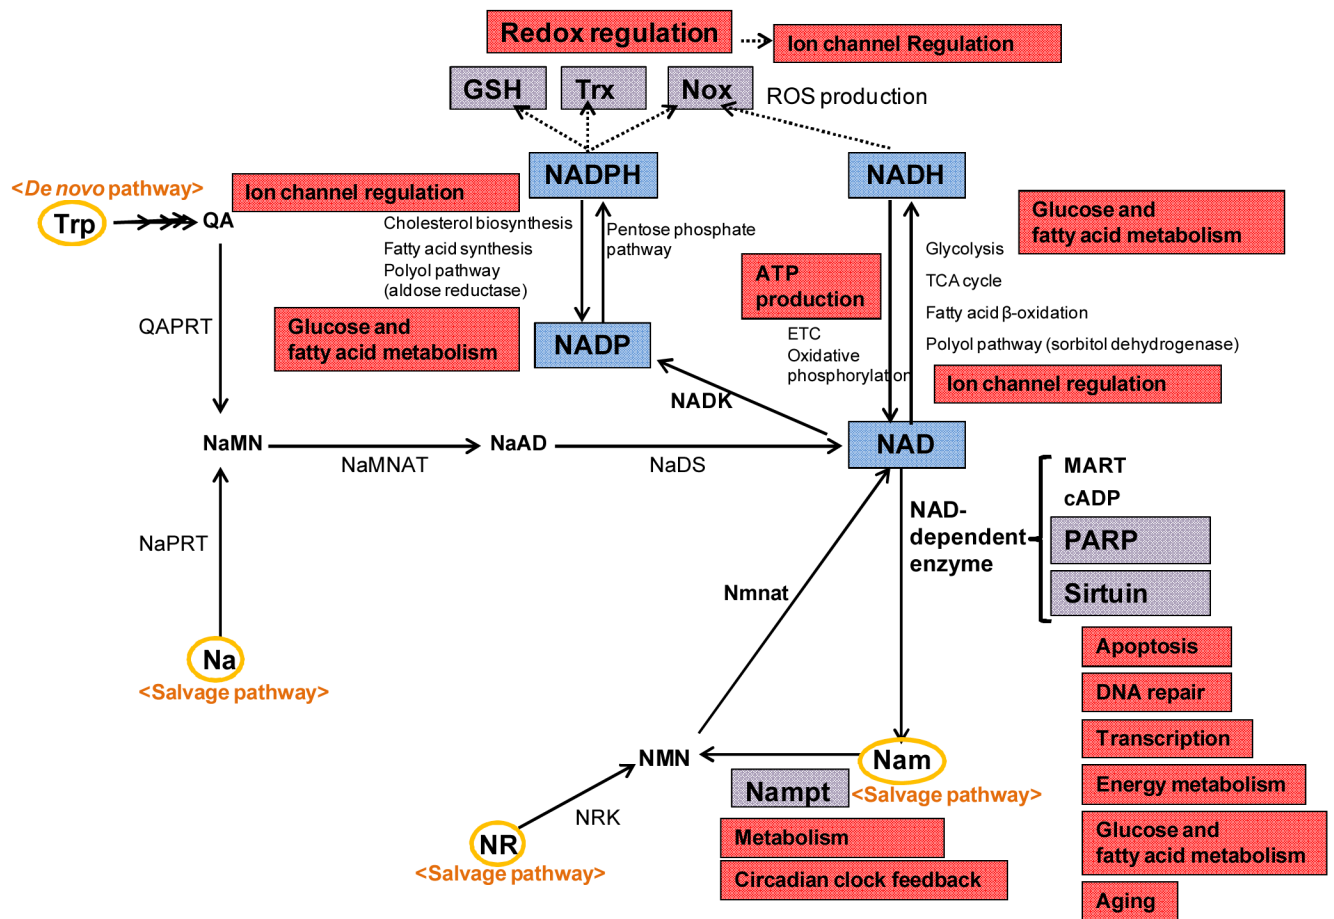 Redox regulation
Ion channel Regulation
GSH
Trx
Nox
ROS production
NADPH
NADH
<De novo pathway>
Trp
QA
Ion channel regulation
Cholesterol biosynthesis
Fatty acid synthesis
Polyol pathway
(aldose reductase)
Pentose phosphate
pathway
Glucose and
fatty acid metabolism
Glycolysis
TCA cycle
Fatty acid β-oxidation
Polyol pathway (sorbitol dehydrogenase)
ATP
production
ETC
Oxidative
phosphorylation
Ion channel regulation
QAPRT
Glucose and
fatty acid metabolism
NADP
NADK
NaMN
NaMNAT
NaAD
NaDS
NAD
NaPRT
NAD-
dependent
enzyme
MART
cADP
PARP
Sirtuin
Nmnat
Na
<Salvage pathway>
Apoptosis
DNA repair
Transcription
Energy metabolism
Glucose and
fatty acid metabolism
Aging
NMN
Nam
<Salvage pathway>
Nampt
NRK
NR
<Salvage pathway>
Metabolism
Circadian clock feedback